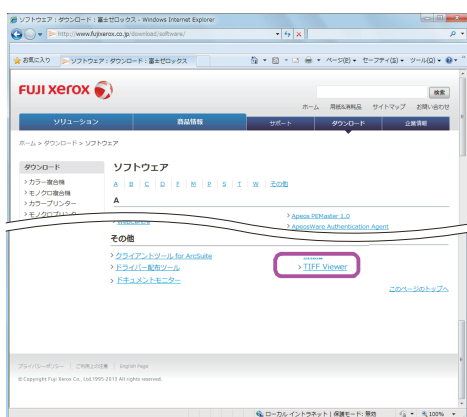 ソフトウェア : ダウンロード : 富士ゼロックス - Windows Internet Explorer
http://www.fujixerox.co.jp/download/software/
お気に入り ソフトウェア : ダウンロード : 富士ゼロックス ページ(P) セーフティ(S) ツール(O)
FUJI XEROX
検索
ホーム 用紙&消耗品 サイトマップ お問い合わせ
ソリューション 商品情報 サポート ダウンロード 企業情報
ホーム > ダウンロード > ソフトウェア
ダウンロード
> カラー複合機
> モノクロ複合機
> カラープリンター
> モノクロプリンター
ソフトウェア
A | B | C | D | F | M | P | S | T | W | その他
A
> Apeos PEMaster 1.0
> ApeosWare Authentication Agent
その他
> クライアントツール for ArcSuite
> ドライバー配布ツール
> ドキュメントモニター
> TIFF Viewer
このページのトップへ
プライバシーポリシー | ご利用上の注意 | English Page
© Copyright Fuji Xerox Co., Ltd.1995-2013 All rights reserved.
ローカル イントラネット | 保護モード: 無効 100%